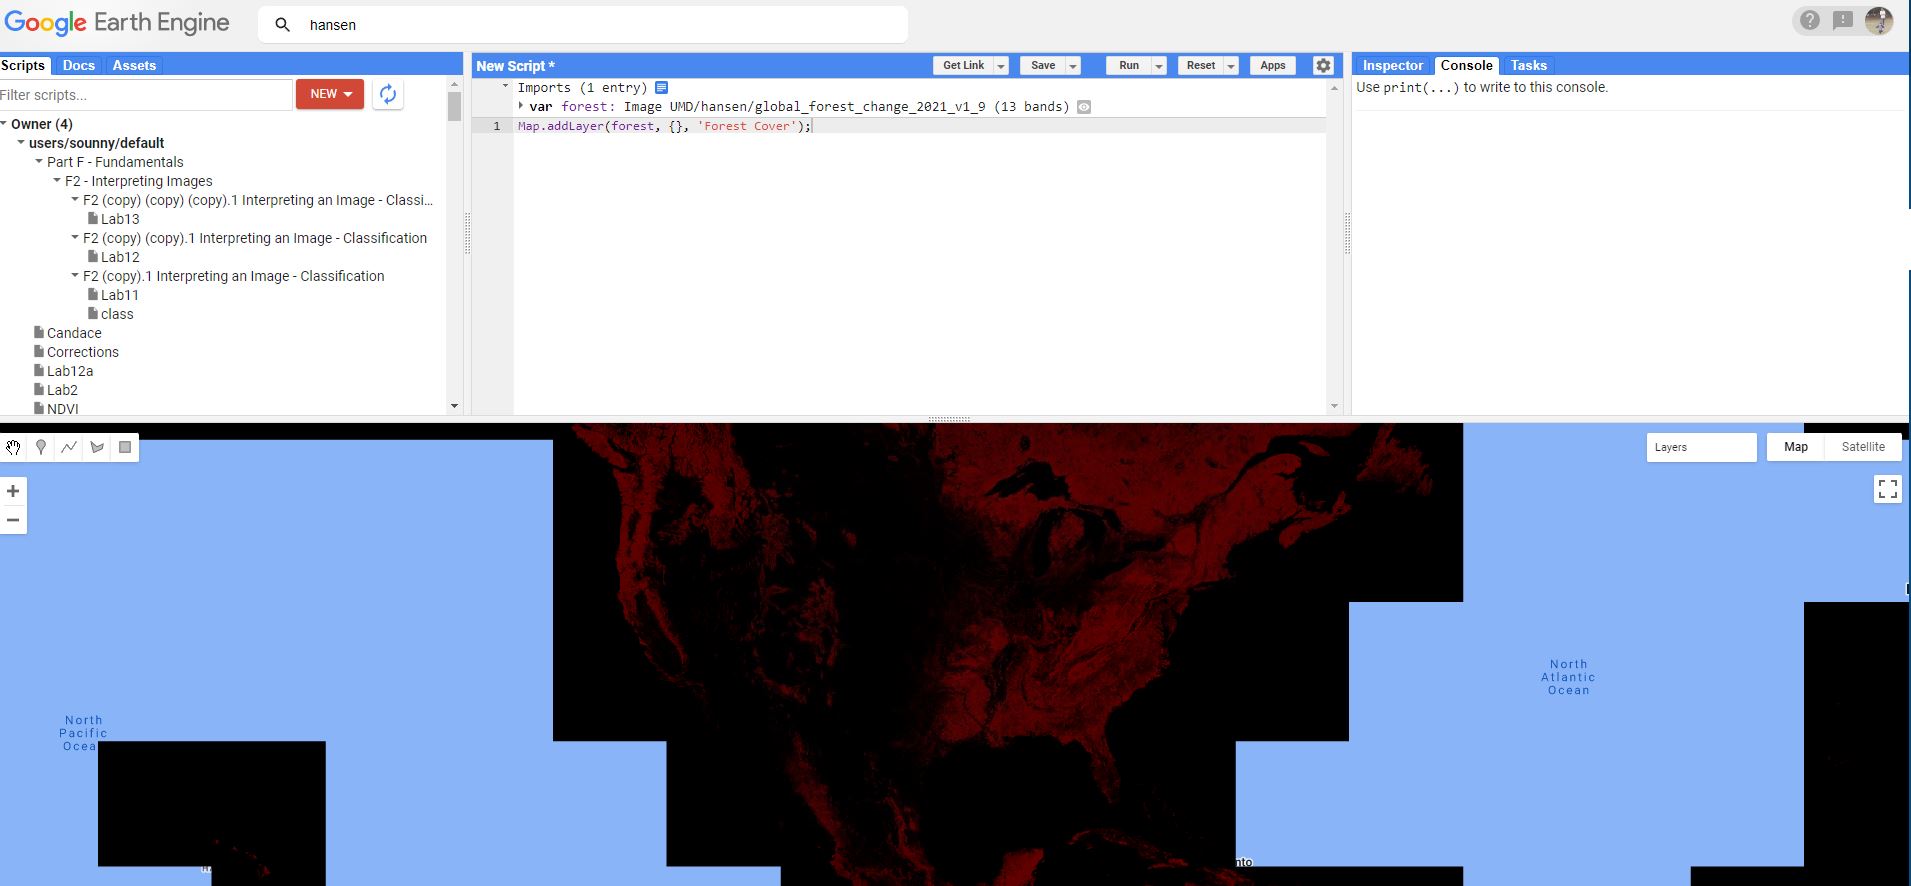 Google Earth Engine
hansen
Scripts Docs Assets
Filter scripts...
NEW
Owner (4)
users/sounny/default
Part F - Fundamentals
F2 - Interpreting Images
F2 (copy) (copy) (copy).1 Interpreting an Image - Classi...
Lab13
F2 (copy) (copy).1 Interpreting an Image - Classification
Lab12
F2 (copy).1 Interpreting an Image - Classification
Lab11
class
Candace
Corrections
Lab12a
Lab2
NDVI
New Script *
Get Link Save Run Reset Apps
Imports (1 entry)
var forest: Image UMD/hansen/global_forest_change_2021_v1_9 (13 bands)
1 Map.addLayer(forest, {}, 'Forest Cover');
Inspector Console Tasks
Use print(...) to write to this console.
Layers
Map Satellite
North
Atlantic
Ocean
North
Pacific
Ocea
nto